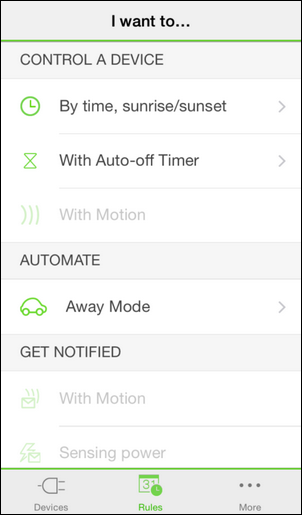 I want to...
CONTROL A DEVICE
By time, sunrise/sunset
With Auto-off Timer
With Motion
AUTOMATE
Away Mode
GET NOTIFIED
With Motion
Sensing power
31
Devices
Rules
More